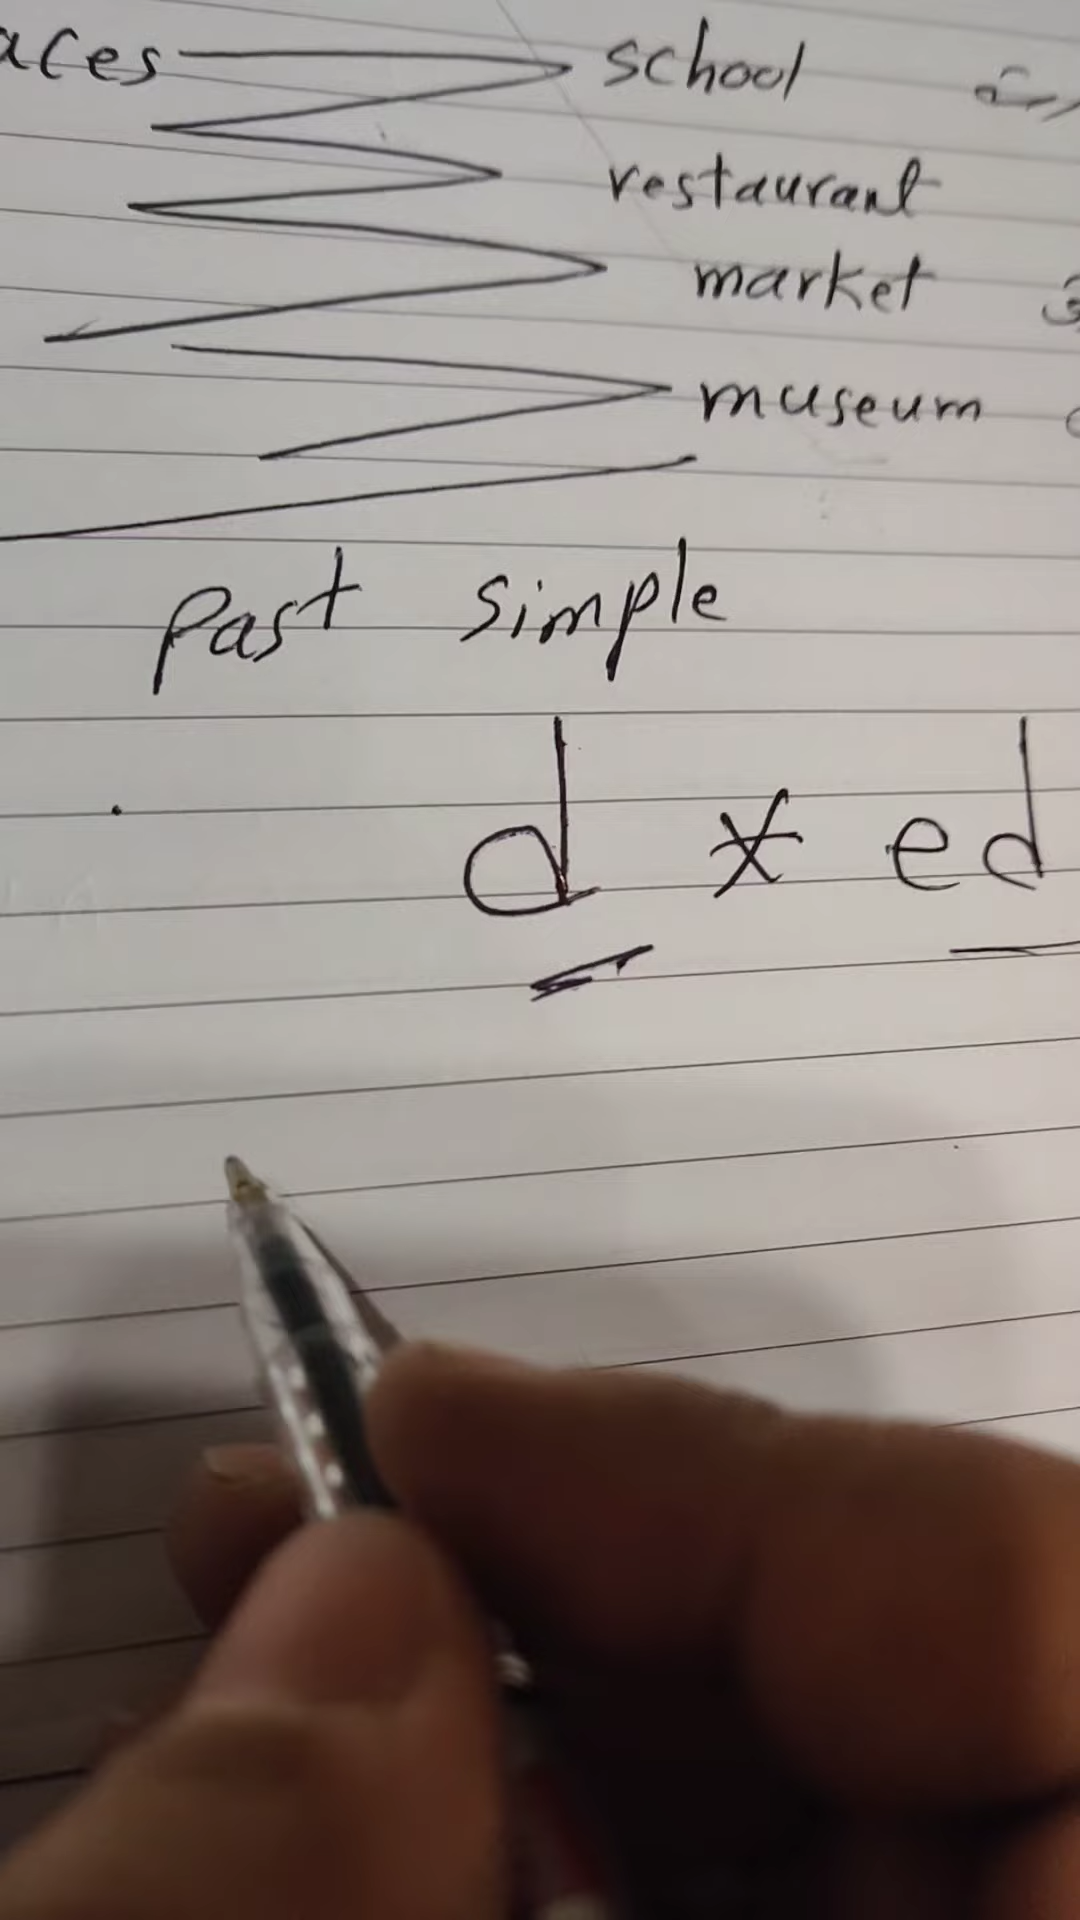 aces school
restaurant
market
museum
past simple
d * ed